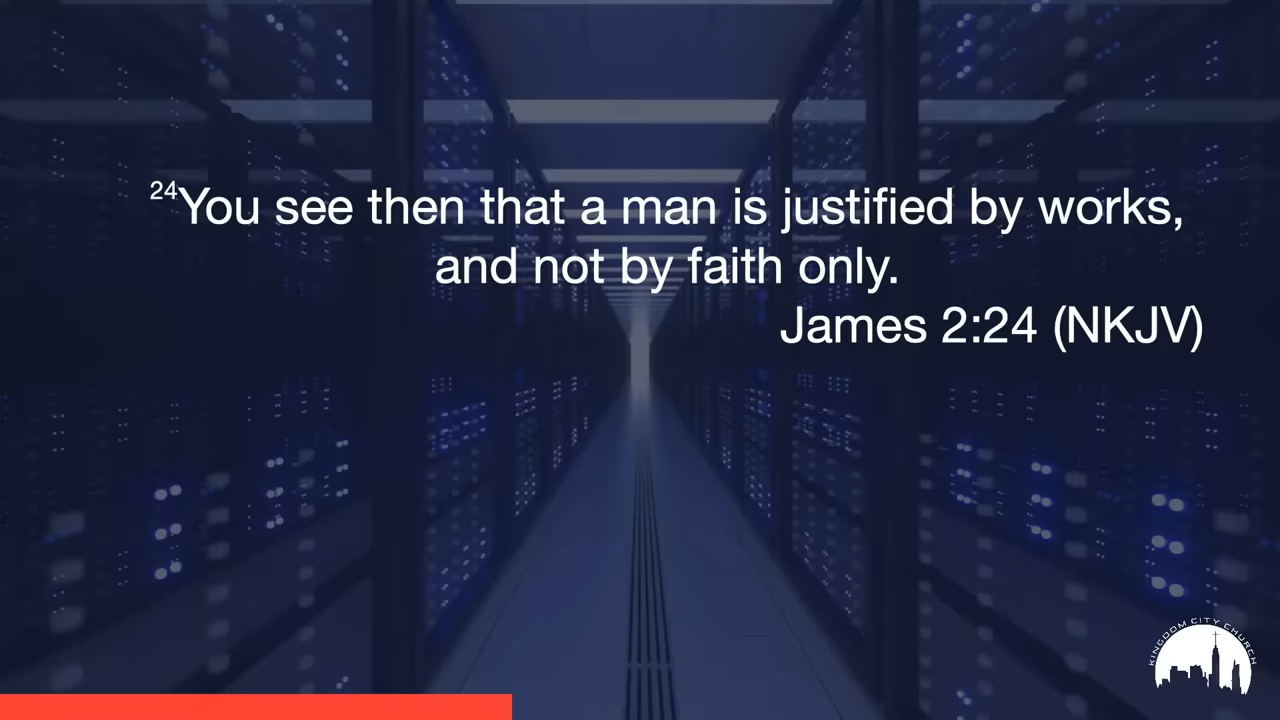 24You see then that a man is justified by works,
and not by faith only.
James 2:24 (NKJV)
KINGDOM CITY CHURCH